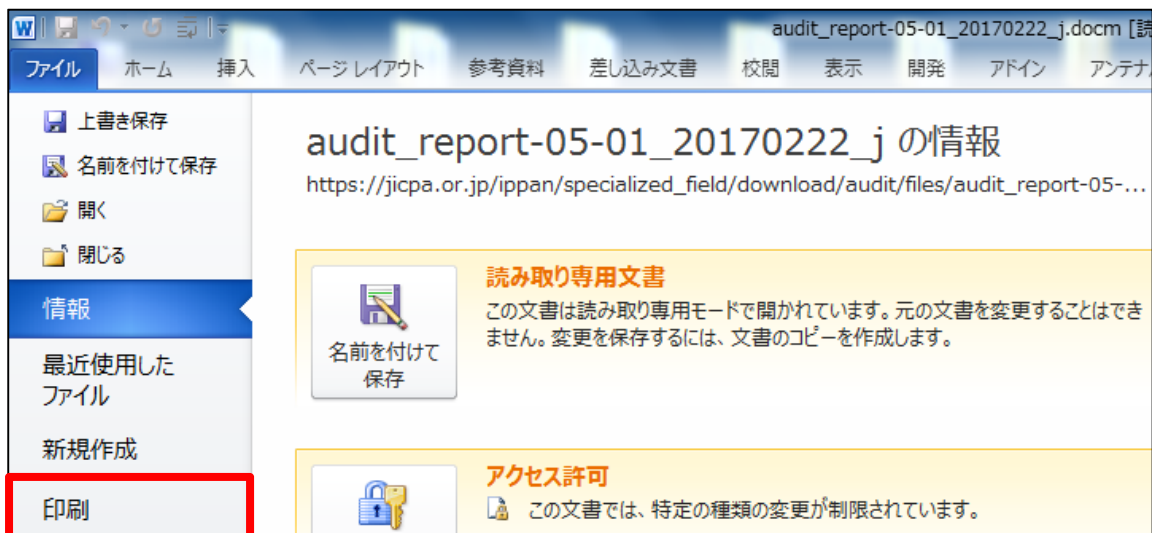 audit_report-05-01_20170222_j.docm [読
ファイル ホーム 挿入 ページ レイアウト 参考資料 差し込み文書 校閲 表示 開発 アドイン アンテナ
上書き保存
名前を付けて保存
開く
閉じる
情報
最近使用した
ファイル
新規作成
印刷
audit_report-05-01_20170222_j の情報
https://jicpa.or.jp/ippan/specialized_field/download/audit/files/audit_report-05-...
名前を付けて
保存
読み取り専用文書
この文書は読み取り専用モードで開かれています。元の文書を変更することはでき
ません。変更を保存するには、文書のコピーを作成します。
アクセス許可
この文書では、特定の種類の変更が制限されています。